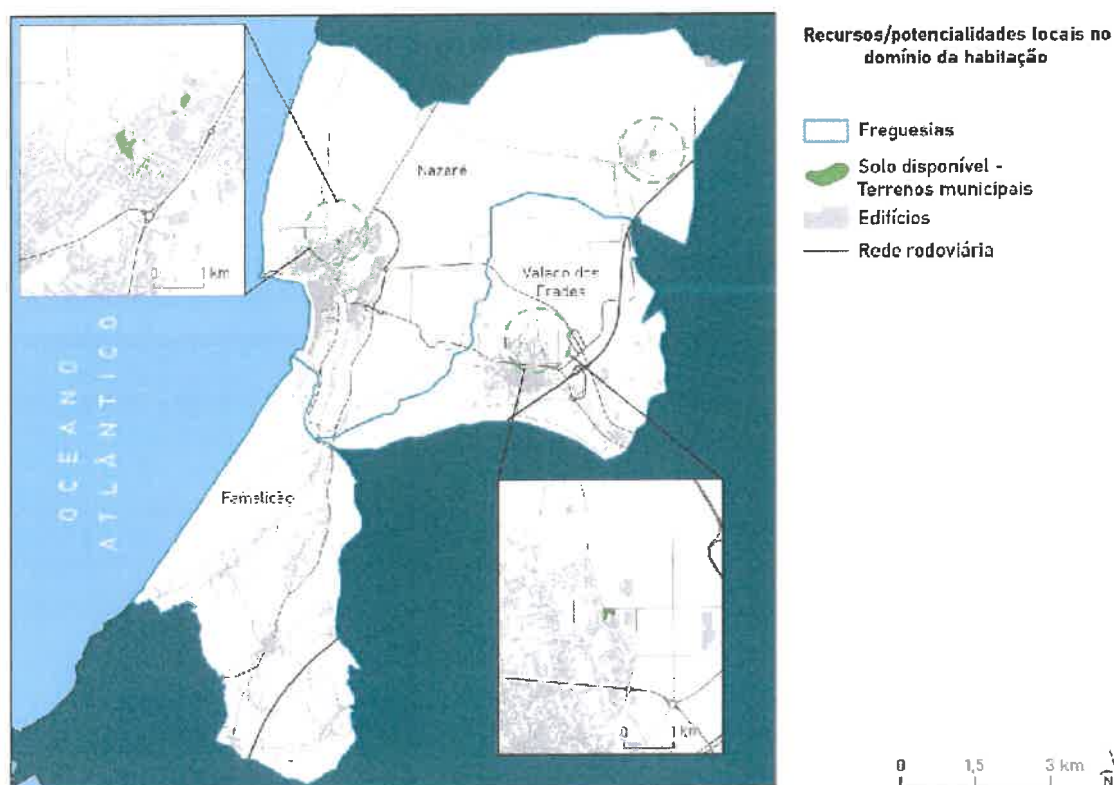 Recursos/potencialidades locais no
domínio da habitação
Freguesias
Solo disponível -
Terrenos municipais
Edifícios
Rede rodoviária
0 1 km
Nazaré
Valado dos
Frades
OCEANO
ATLÂNTICO
Famalicão
0 1 km
0 1,5 3 km
N